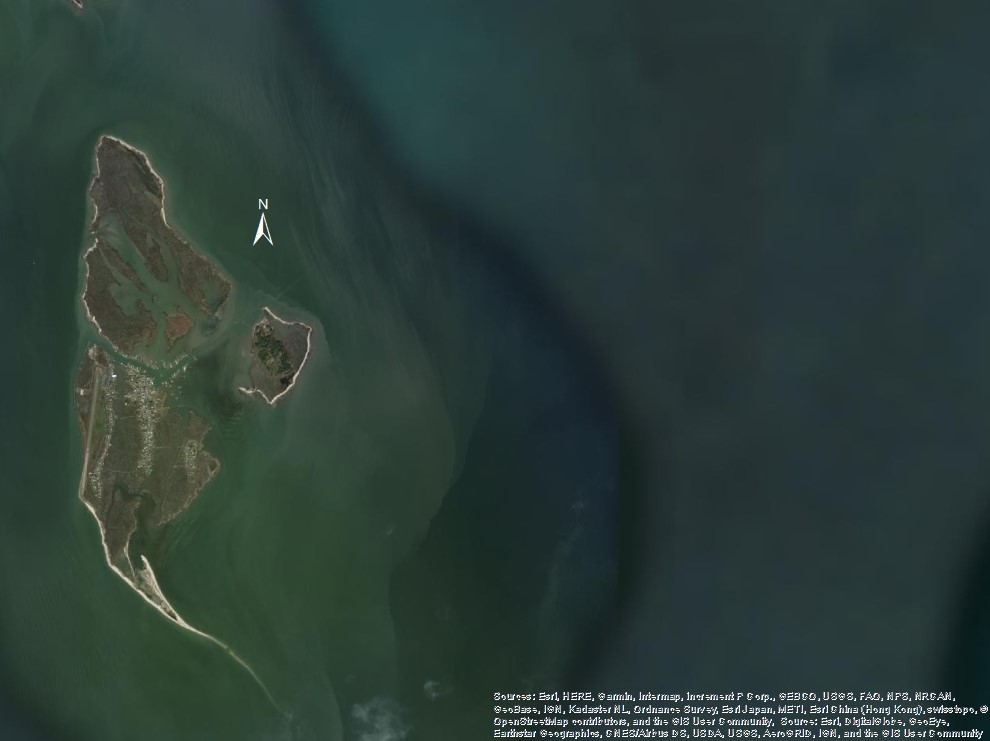 N
Sources: Esri, HERE, Garmin, Intermap, increment P Corp., GEBCO, USGS, FAO, NPS, NRCAN,
GeoBase, IGN, Kadaster NL, Ordnance Survey, Esri Japan, METI, Esri China (Hong Kong), swisstopo, ©
OpenStreetMap contributors, and the GIS User Community, Sources: Esri, DigitalGlobe, GeoEye,
Earthstar Geographics, CNES/Airbus DS, USDA, USGS, AeroGRID, IGN, and the GIS User Community